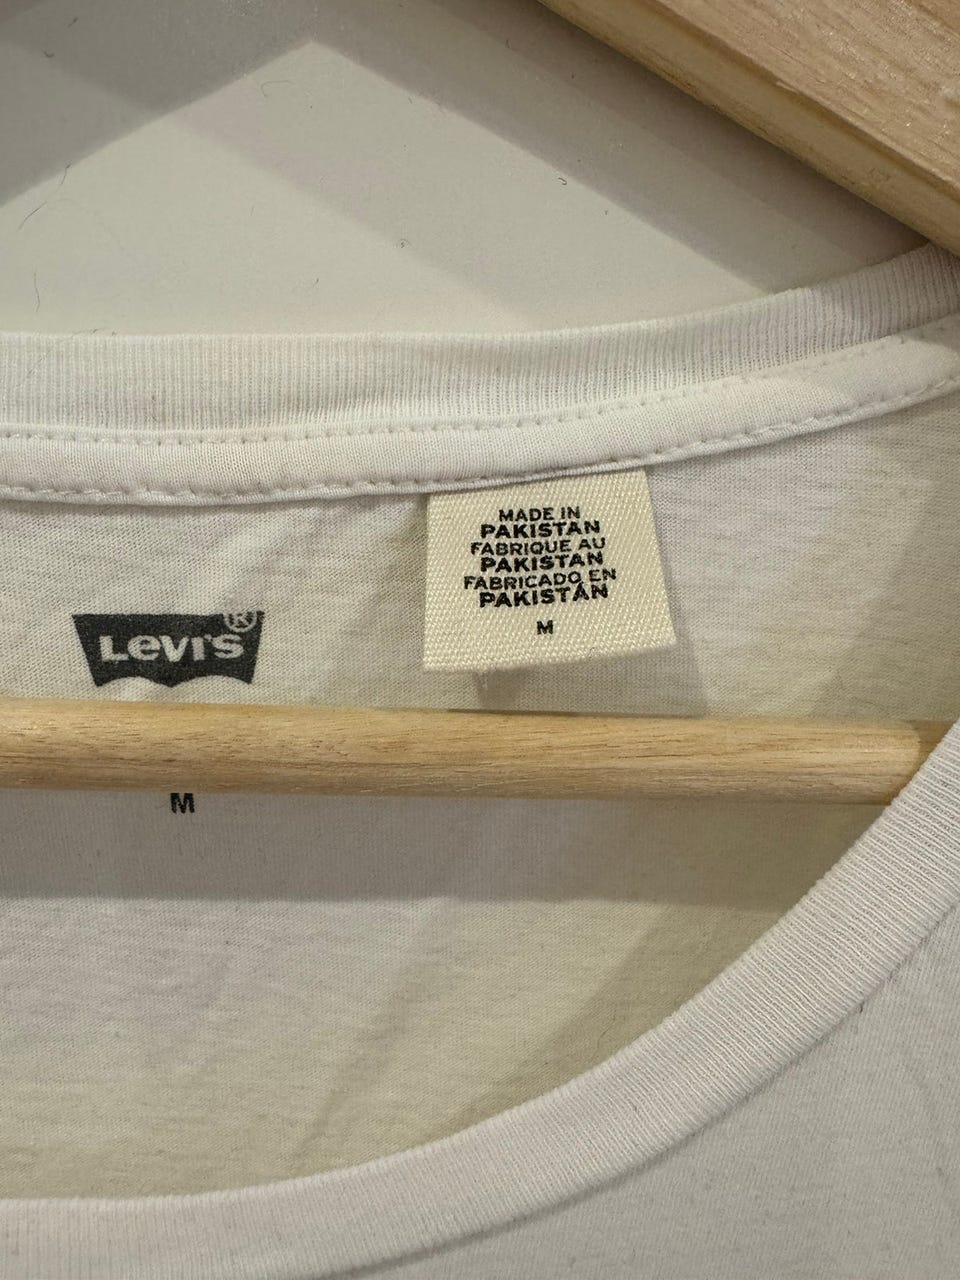 MADE IN
PAKISTAN
FABRIQUE AU
PAKISTAN
FABRICADO EN
PAKISTÁN
M
LEVI'S®
M